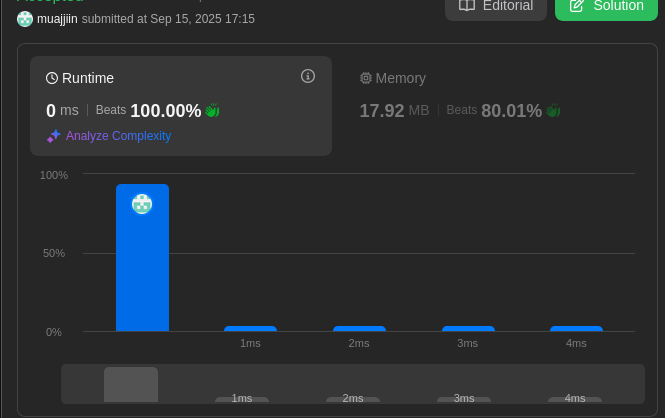 Accepted
muajjiin submitted at Sep 15, 2025 17:15
Editorial
Solution
Runtime
0 ms | Beats 100.00%
Analyze Complexity
Memory
17.92 MB | Beats 80.01%
100%
50%
0%
1ms 2ms 3ms 4ms
1ms 2ms 3ms 4ms